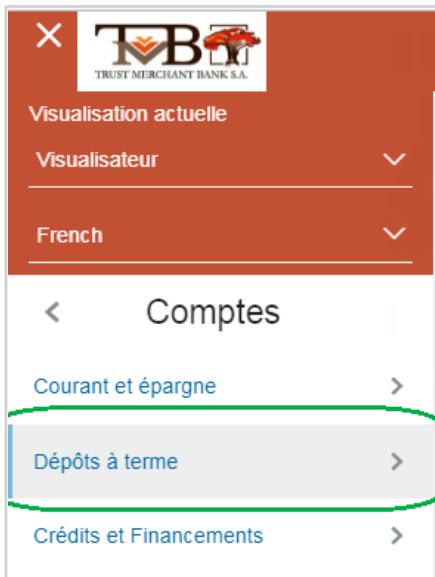 TMB
TRUST MERCHANT BANK S.A.
Visualisation actuelle
Visualisateur
French
Comptes
Courant et épargne
Dépôts à terme
Crédits et Financements